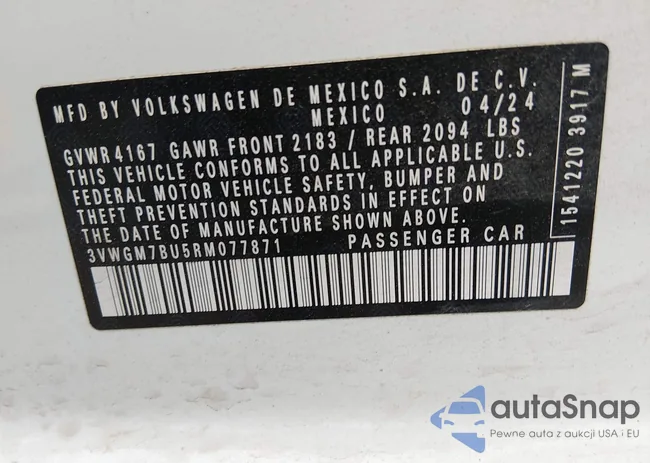 MFD BY VOLKSWAGEN DE MEXICO S.A. DE C.V.
MEXICO 04/24
GVWR 4167 GAWR FRONT 2183 / REAR 2094 LBS
THIS VEHICLE CONFORMS TO ALL APPLICABLE U.S.
FEDERAL MOTOR VEHICLE SAFETY, BUMPER AND
THEFT PREVENTION STANDARDS IN EFFECT ON
THE DATE OF MANUFACTURE SHOWN ABOVE.
3VWGM7BU5RM077871 PASSENGER CAR
1541220 3917 M
autaSnap
Pewne auta z aukcji USA i EU